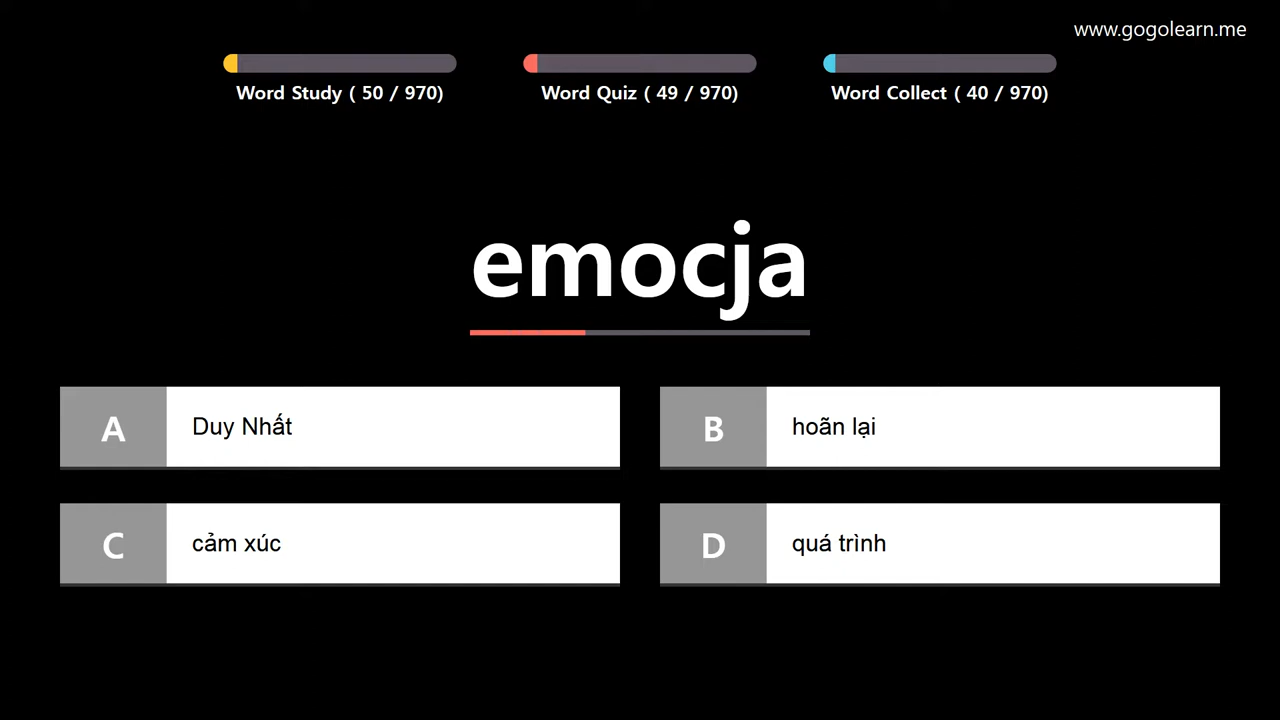 www.gogolearn.me
Word Study ( 50 / 970)
Word Quiz ( 49 / 970)
Word Collect ( 40 / 970)
emocja
A
Duy Nhất
B
hoãn lại
C
cảm xúc
D
quá trình